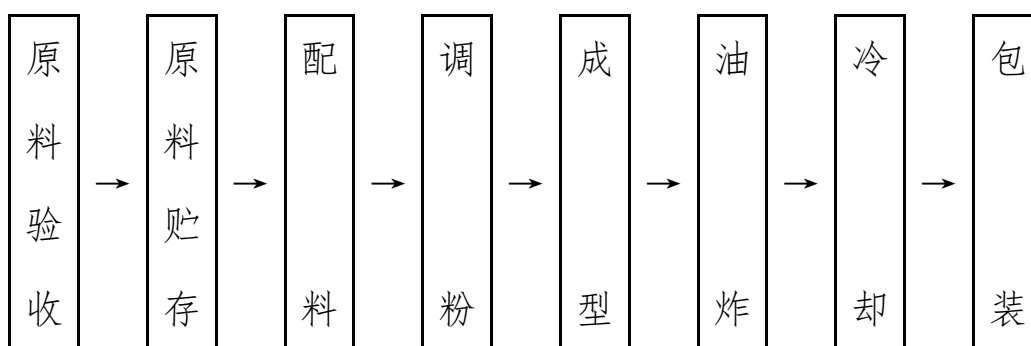 原料验收
→
原料贮存
→
配料
→
调粉
→
成型
→
油炸
→
冷却
→
包装